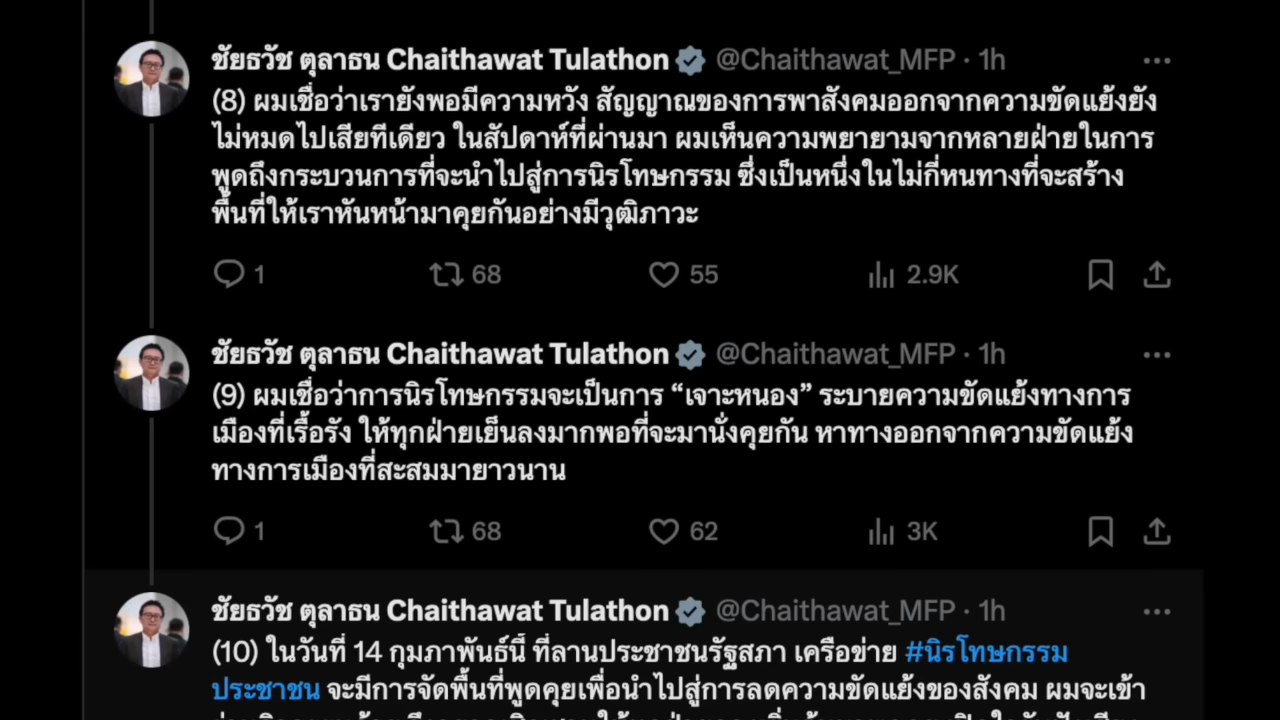 ชัยธวัช ตุลาธน Chaithawat Tulathon @Chaithawat_MFP · 1h
(8) ผมเชื่อว่าเรายังพอมีความหวัง สัญญาณของการพาสังคมออกจากความขัดแย้งยัง
ไม่หมดไปเสียทีเดียว ในสัปดาห์ที่ผ่านมา ผมเห็นความพยายามจากหลายฝ่ายในการ
พูดถึงกระบวนการที่จะนำไปสู่การนิรโทษกรรม ซึ่งเป็นหนึ่งในไม่กี่หนทางที่จะสร้าง
พื้นที่ให้เราหันหน้ามาคุยกันอย่างมีวุฒิภาวะ
1 68 55 2.9K
ชัยธวัช ตุลาธน Chaithawat Tulathon @Chaithawat_MFP · 1h
(9) ผมเชื่อว่าการนิรโทษกรรมจะเป็นการ “เจาะหนอง” ระบายความขัดแย้งทางการ
เมืองที่เรื้อรัง ให้ทุกฝ่ายเย็นลงมากพอที่จะมานั่งคุยกัน หาทางออกจากความขัดแย้ง
ทางการเมืองที่สะสมมายาวนาน
1 68 62 3K
ชัยธวัช ตุลาธน Chaithawat Tulathon @Chaithawat_MFP · 1h
(10) ในวันที่ 14 กุมภาพันธ์นี้ ที่ลานประชาชนรัฐสภา เครือข่าย #นิรโทษกรรม
ประชาชน จะมีการจัดพื้นที่พูดคุยเพื่อนำไปสู่การลดความขัดแย้งของสังคม ผมจะเข้า